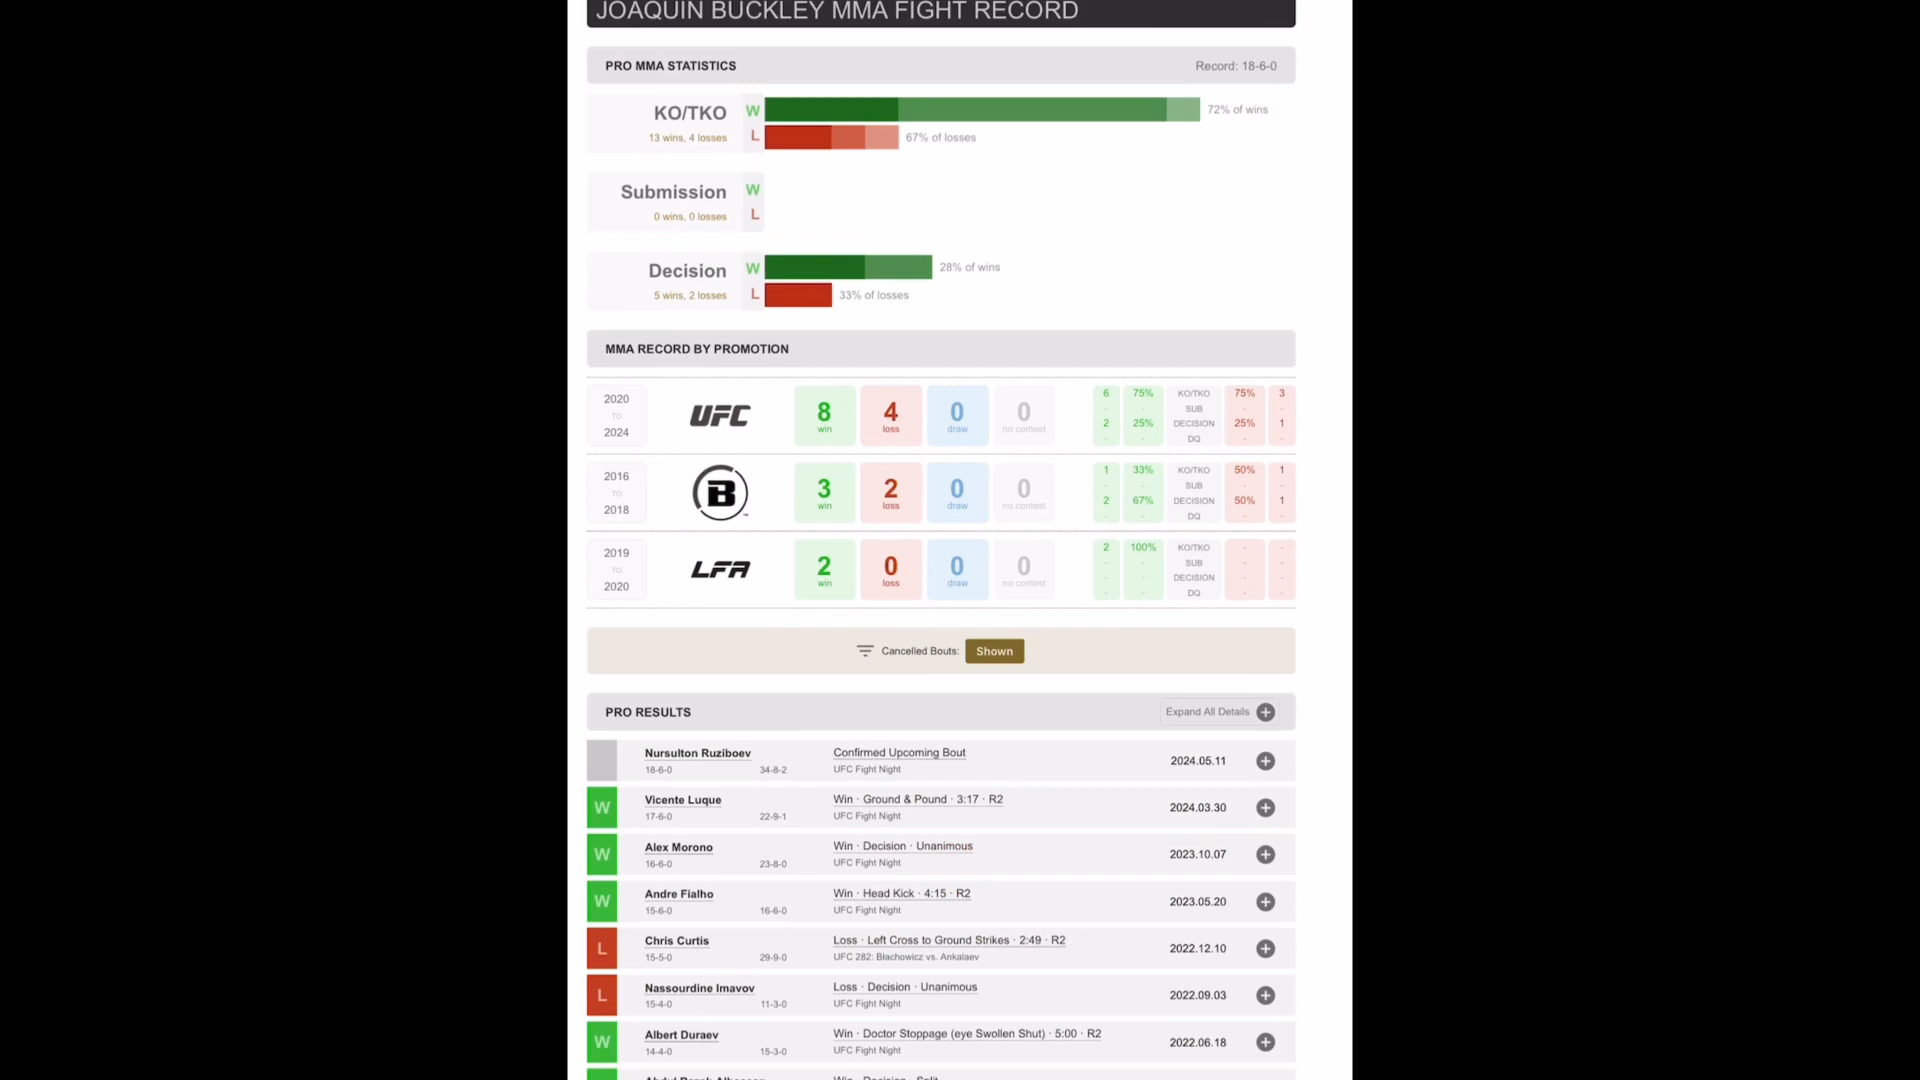 JOAQUIN BUCKLEY MMA FIGHT RECORD
PRO MMA STATISTICS Record: 18-6-0
KO/TKO W 72% of wins
13 wins, 4 losses L 67% of losses
Submission W
0 wins, 0 losses L
Decision W 28% of wins
5 wins, 2 losses L 33% of losses
MMA RECORD BY PROMOTION
2020 TO 2024 UFC 8 win 4 loss 0 draw 0 no contest
6 75% KO/TKO 75% 3
- - SUB - -
2 25% DECISION 25% 1
- - DQ - -
2016 TO 2018 B 3 win 2 loss 0 draw 0 no contest
1 33% KO/TKO 50% 1
- - SUB - -
2 67% DECISION 50% 1
- - DQ - -
2019 TO 2020 LFA 2 win 0 loss 0 draw 0 no contest
2 100% KO/TKO - -
- - SUB - -
- - DECISION - -
- - DQ - -
Cancelled Bouts: Shown
PRO RESULTS Expand All Details
Nursulton Ruziboev Confirmed Upcoming Bout 2024.05.11
18-6-0 34-8-2 UFC Fight Night
W Vicente Luque Win · Ground & Pound · 3:17 · R2 2024.03.30
17-6-0 22-9-1 UFC Fight Night
W Alex Morono Win · Decision · Unanimous 2023.10.07
16-6-0 23-8-0 UFC Fight Night
W Andre Fialho Win · Head Kick · 4:15 · R2 2023.05.20
15-6-0 16-6-0 UFC Fight Night
L Chris Curtis Loss · Left Cross to Ground Strikes · 2:49 · R2 2022.12.10
15-5-0 29-9-0 UFC 282: Błachowicz vs. Ankalaev
L Nassourdine Imavov Loss · Decision · Unanimous 2022.09.03
15-4-0 11-3-0 UFC Fight Night
W Albert Duraev Win · Doctor Stoppage (eye Swollen Shut) · 5:00 · R2 2022.06.18
14-4-0 15-3-0 UFC Fight Night
Win · Decision · Split